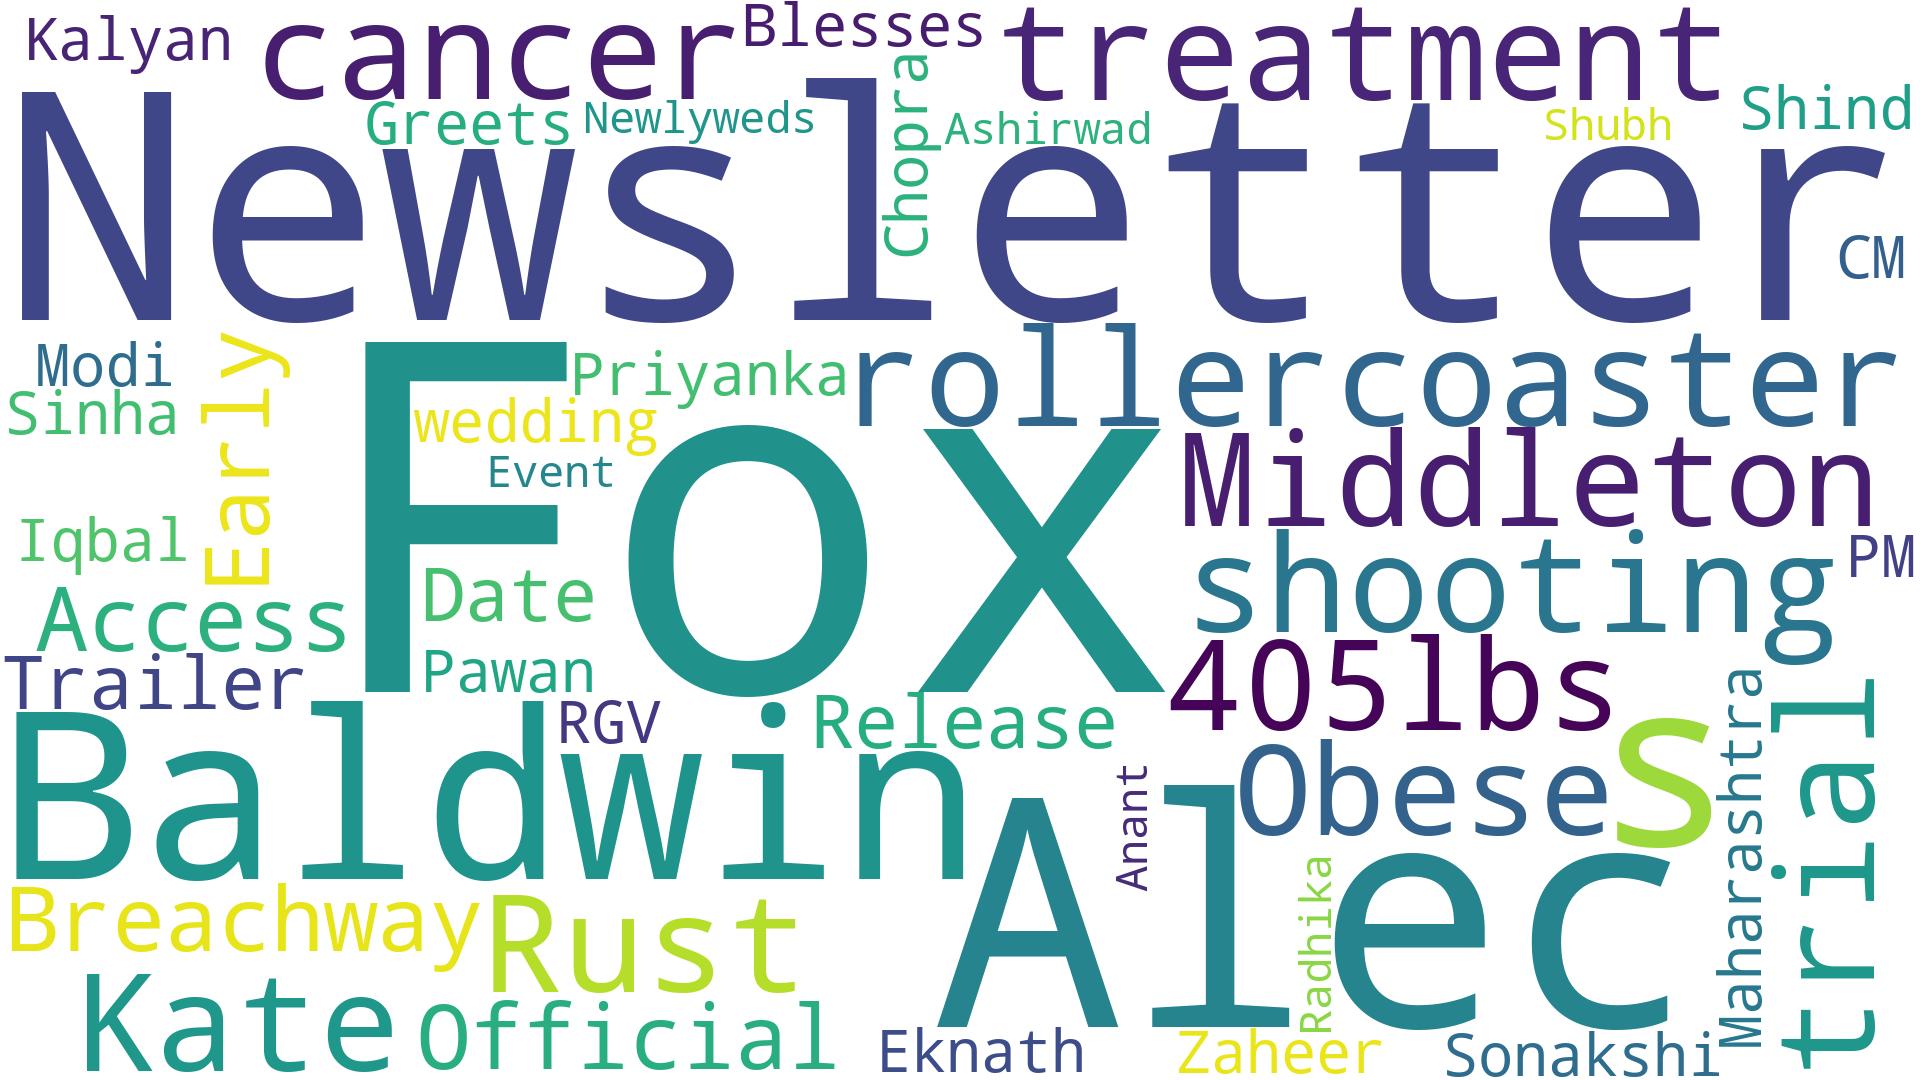 Kalyan
cancer
Blesses
treatment
Greets
Newlyweds
Chopra
Ashirwad
Shubh
Shind
Newsletter
CM
Modi
Sinha
Early
Priyanka
rollercoaster
wedding
Event
Fox
Middleton
Iqbal
Access
Date
shooting
PM
Trailer
Pawan
405lbs
RGV
Release
Baldwin
Anant
Obese
s
Maharashtra
trial
Alec
Radhika
Breachway
Rust
Kate
Official
Eknath
Zaheer
Sonakshi